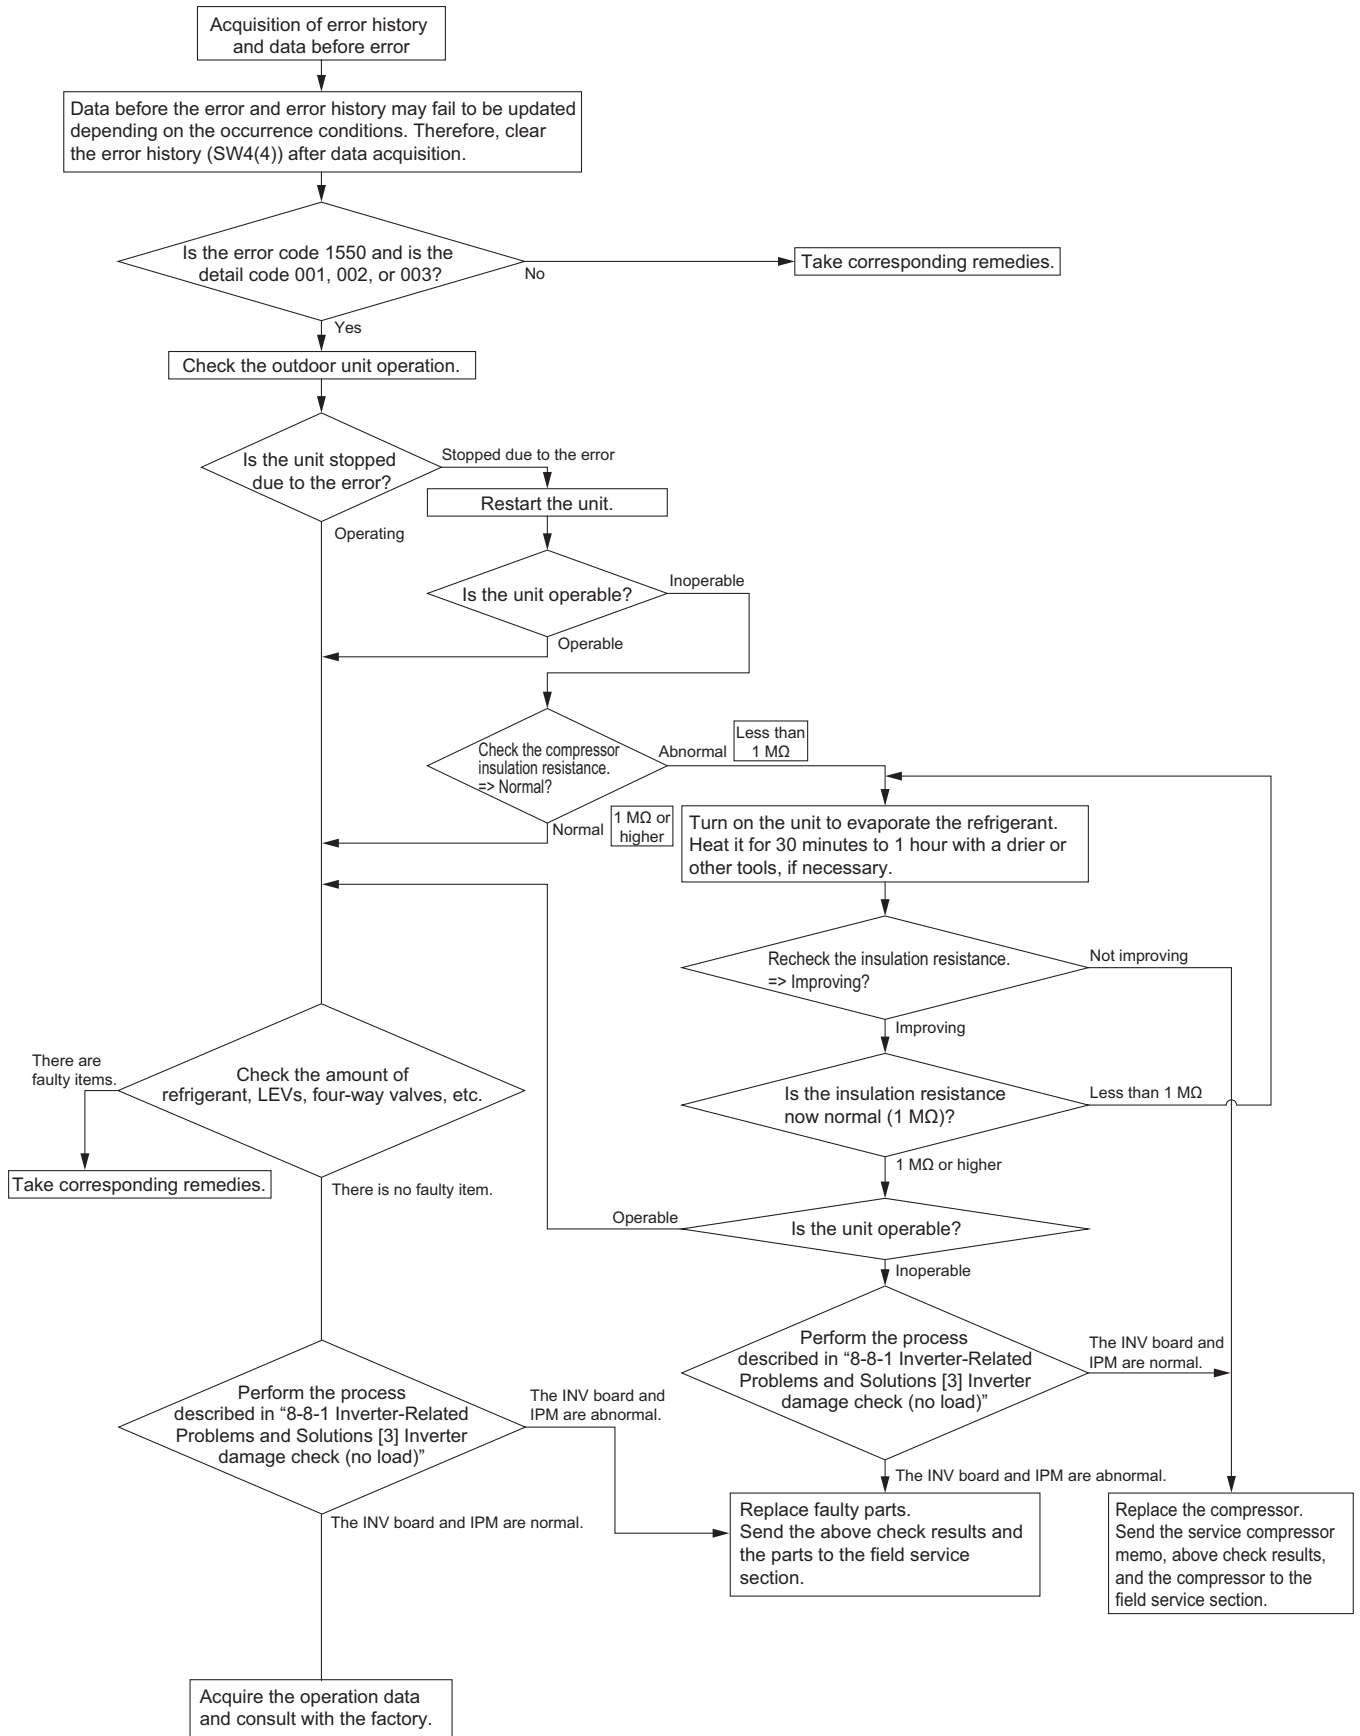 Acquisition of error history
and data before error
Data before the error and error history may fail to be updated
depending on the occurrence conditions. Therefore, clear
the error history (SW4(4)) after data acquisition.
Is the error code 1550 and is the
detail code 001, 002, or 003?
No
Take corresponding remedies.
Yes
Check the outdoor unit operation.
Is the unit stopped
due to the error?
Stopped due to the error
Restart the unit.
Operating
Is the unit operable?
Inoperable
Operable
Check the compressor
insulation resistance.
=> Normal?
Abnormal
Less than
1 MΩ
Normal
1 MΩ or
higher
Turn on the unit to evaporate the refrigerant.
Heat it for 30 minutes to 1 hour with a drier or
other tools, if necessary.
Recheck the insulation resistance.
=> Improving?
Not improving
Improving
There are
faulty items.
Check the amount of
refrigerant, LEVs, four-way valves, etc.
Is the insulation resistance
now normal (1 MΩ)?
Less than 1 MΩ
1 MΩ or higher
Take corresponding remedies.
There is no faulty item.
Operable
Is the unit operable?
Inoperable
Perform the process
described in “8-8-1 Inverter-Related
Problems and Solutions [3] Inverter
damage check (no load)”
The INV board and
IPM are normal.
Perform the process
described in “8-8-1 Inverter-Related
Problems and Solutions [3] Inverter
damage check (no load)”
The INV board and
IPM are abnormal.
The INV board and IPM are abnormal.
The INV board and IPM are normal.
Replace faulty parts.
Send the above check results and
the parts to the field service
section.
Replace the compressor.
Send the service compressor
memo, above check results,
and the compressor to the
field service section.
Acquire the operation data
and consult with the factory.